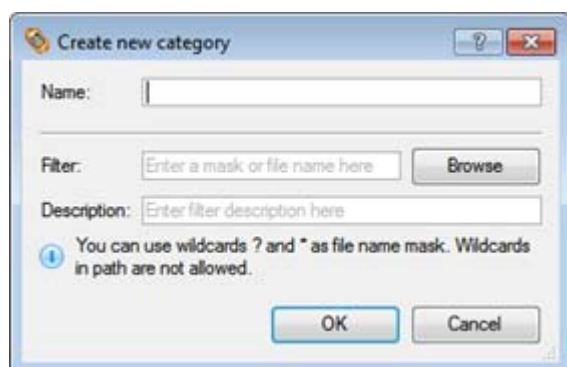 Create new category
Name:
Filter: Enter a mask or file name here Browse
Description: Enter filter description here
You can use wildcards ? and * as file name mask. Wildcards
in path are not allowed.
OK Cancel